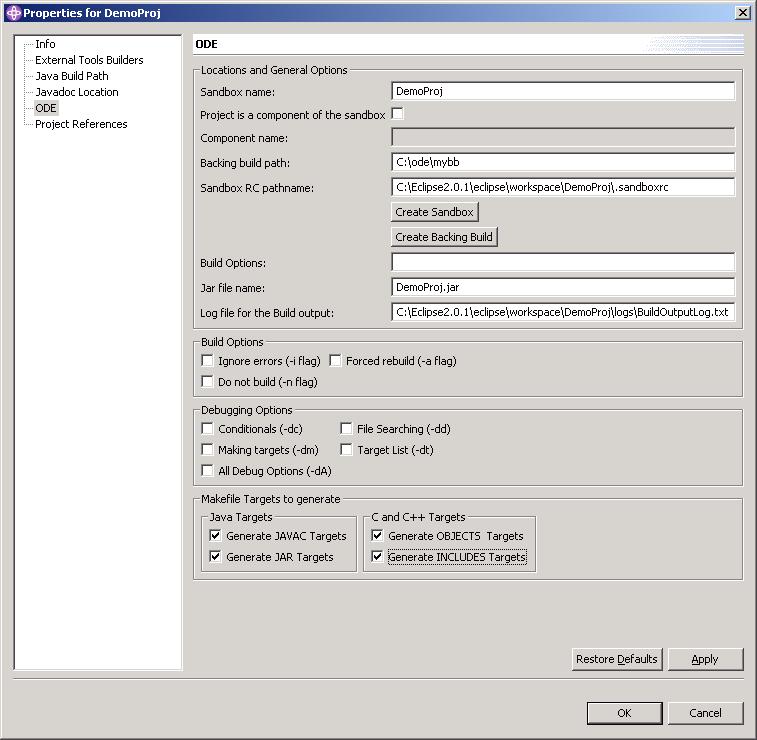 Properties for DemoProj
Info
External Tools Builders
Java Build Path
Javadoc Location
ODE
Project References
ODE
Locations and General Options
Sandbox name: DemoProj
Project is a component of the sandbox
Component name:
Backing build path: C:\ode\mybb
Sandbox RC pathname: C:\Eclipse2.0.1\eclipse\workspace\DemoProj\.sandboxrc
Create Sandbox
Create Backing Build
Build Options:
Jar file name: DemoProj.jar
Log file for the Build output: C:\Eclipse2.0.1\eclipse\workspace\DemoProj\logs\BuildOutputLog.txt
Build Options
Ignore errors (-i flag) Forced rebuild (-a flag)
Do not build (-n flag)
Debugging Options
Conditionals (-dc) File Searching (-dd)
Making targets (-dm) Target List (-dt)
All Debug Options (-dA)
Makefile Targets to generate
Java Targets C and C++ Targets
Generate JAVAC Targets Generate OBJECTS Targets
Generate JAR Targets Generate INCLUDES Targets
Restore Defaults Apply
OK Cancel